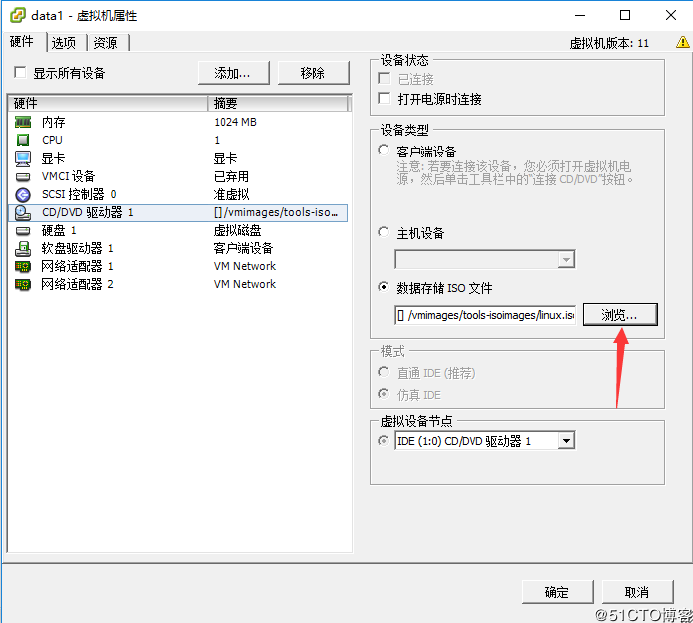 data1 - 虚拟机属性
硬件 选项 资源
虚拟机版本: 11
显示所有设备
添加... 移除
硬件 摘要
内存 1024 MB
CPU 1
显卡 显卡
VMCI 设备 已弃用
SCSI 控制器 0 准虚拟
CD/DVD 驱动器 1 [] /vmimages/tools-iso...
硬盘 1 虚拟磁盘
软盘驱动器 1 客户端设备
网络适配器 1 VM Network
网络适配器 2 VM Network
设备状态
已连接
打开电源时连接
设备类型
客户端设备
注意: 若要连接该设备，您必须打开虚拟机电
源，然后单击工具栏中的"连接 CD/DVD"按钮。
主机设备
数据存储 ISO 文件
[] /vmimages/tools-isoimages/linux.iso
浏览...
模式
直通 IDE (推荐)
仿真 IDE
虚拟设备节点
IDE (1:0) CD/DVD 驱动器 1
确定 取消
@51CTO博客